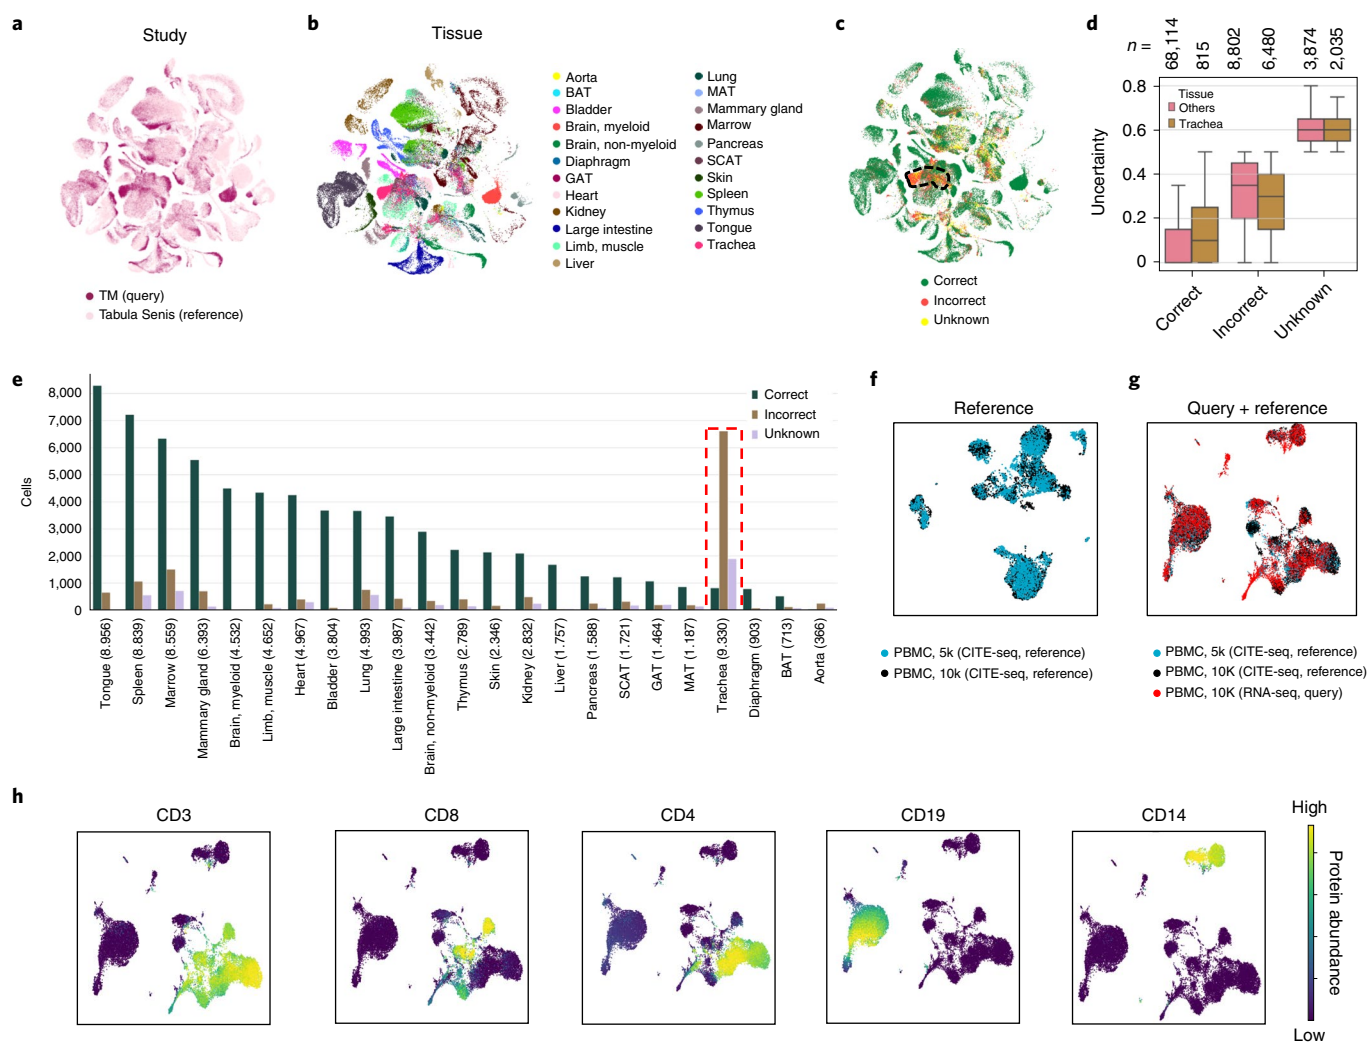 a
Study
TM (query)
Tabula Senis (reference)
b
Tissue
Aorta
BAT
Bladder
Brain, myeloid
Brain, non-myeloid
Diaphragm
GAT
Heart
Kidney
Large intestine
Limb, muscle
Liver
Lung
MAT
Mammary gland
Marrow
Pancreas
SCAT
Skin
Spleen
Thymus
Tongue
Trachea
c
Correct
Incorrect
Unknown
d
n =
68,114
815
8,802
6,480
3,874
2,035
Uncertainty
0.8
0.6
0.4
0.2
0
Tissue
Others
Trachea
Correct
Incorrect
Unknown
e
Cells
8,000
7,000
6,000
5,000
4,000
3,000
2,000
1,000
0
Correct
Incorrect
Unknown
Tongue (8.956)
Spleen (8.839)
Marrow (8.559)
Mammary gland (6.393)
Brain, myeloid (4.532)
Limb, muscle (4.652)
Heart (4.967)
Bladder (3.804)
Lung (4.993)
Large intestine (3.987)
Brain, non-myeloid (3.442)
Thymus (2.789)
Skin (2.346)
Kidney (2.832)
Liver (1.757)
Pancreas (1.588)
SCAT (1.721)
GAT (1.464)
MAT (1.187)
Trachea (9.330)
Diaphragm (903)
BAT (713)
Aorta (366)
f
Reference
PBMC, 5k (CITE-seq, reference)
PBMC, 10k (CITE-seq, reference)
g
Query + reference
PBMC, 5k (CITE-seq, reference)
PBMC, 10K (CITE-seq, reference)
PBMC, 10K (RNA-seq, query)
h
CD3
CD8
CD4
CD19
CD14
High
Protein abundance
Low